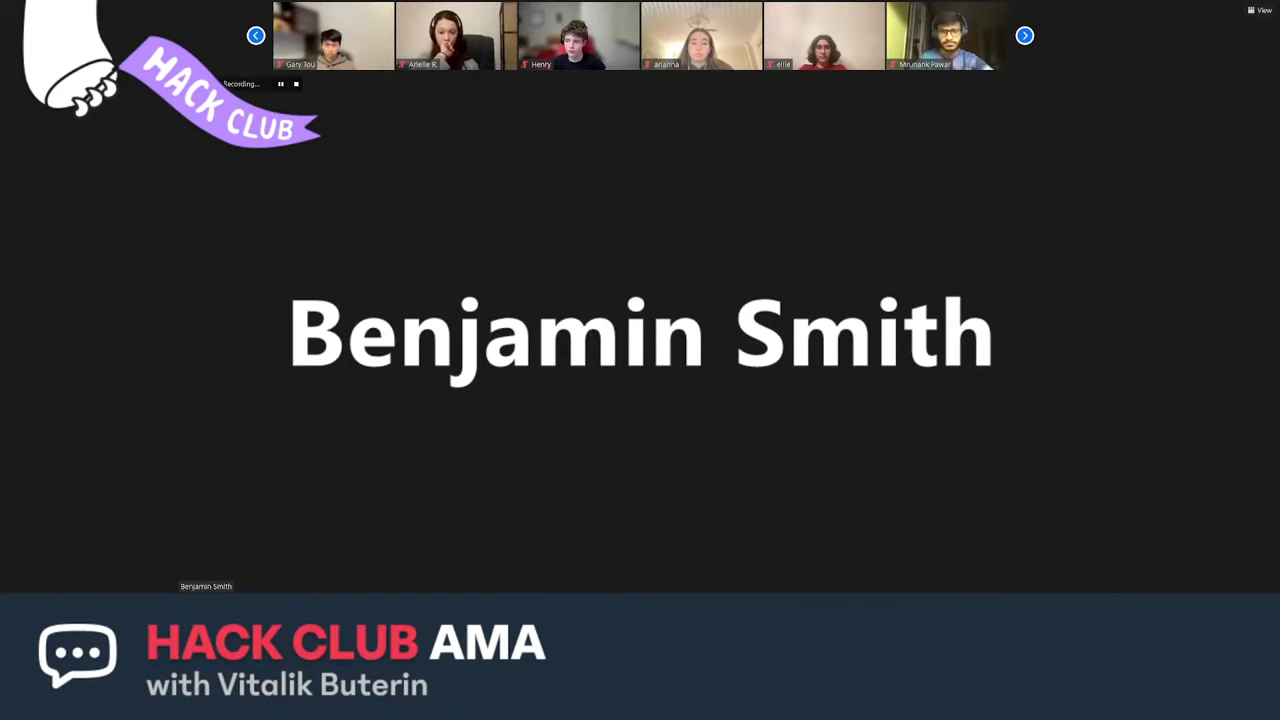 View
Gary Tou
Arielle R.
Henry
arianna
ellie
Mrunank Pawar
Recording...
HACK CLUB
Benjamin Smith
Benjamin Smith
HACK CLUB AMA
with Vitalik Buterin